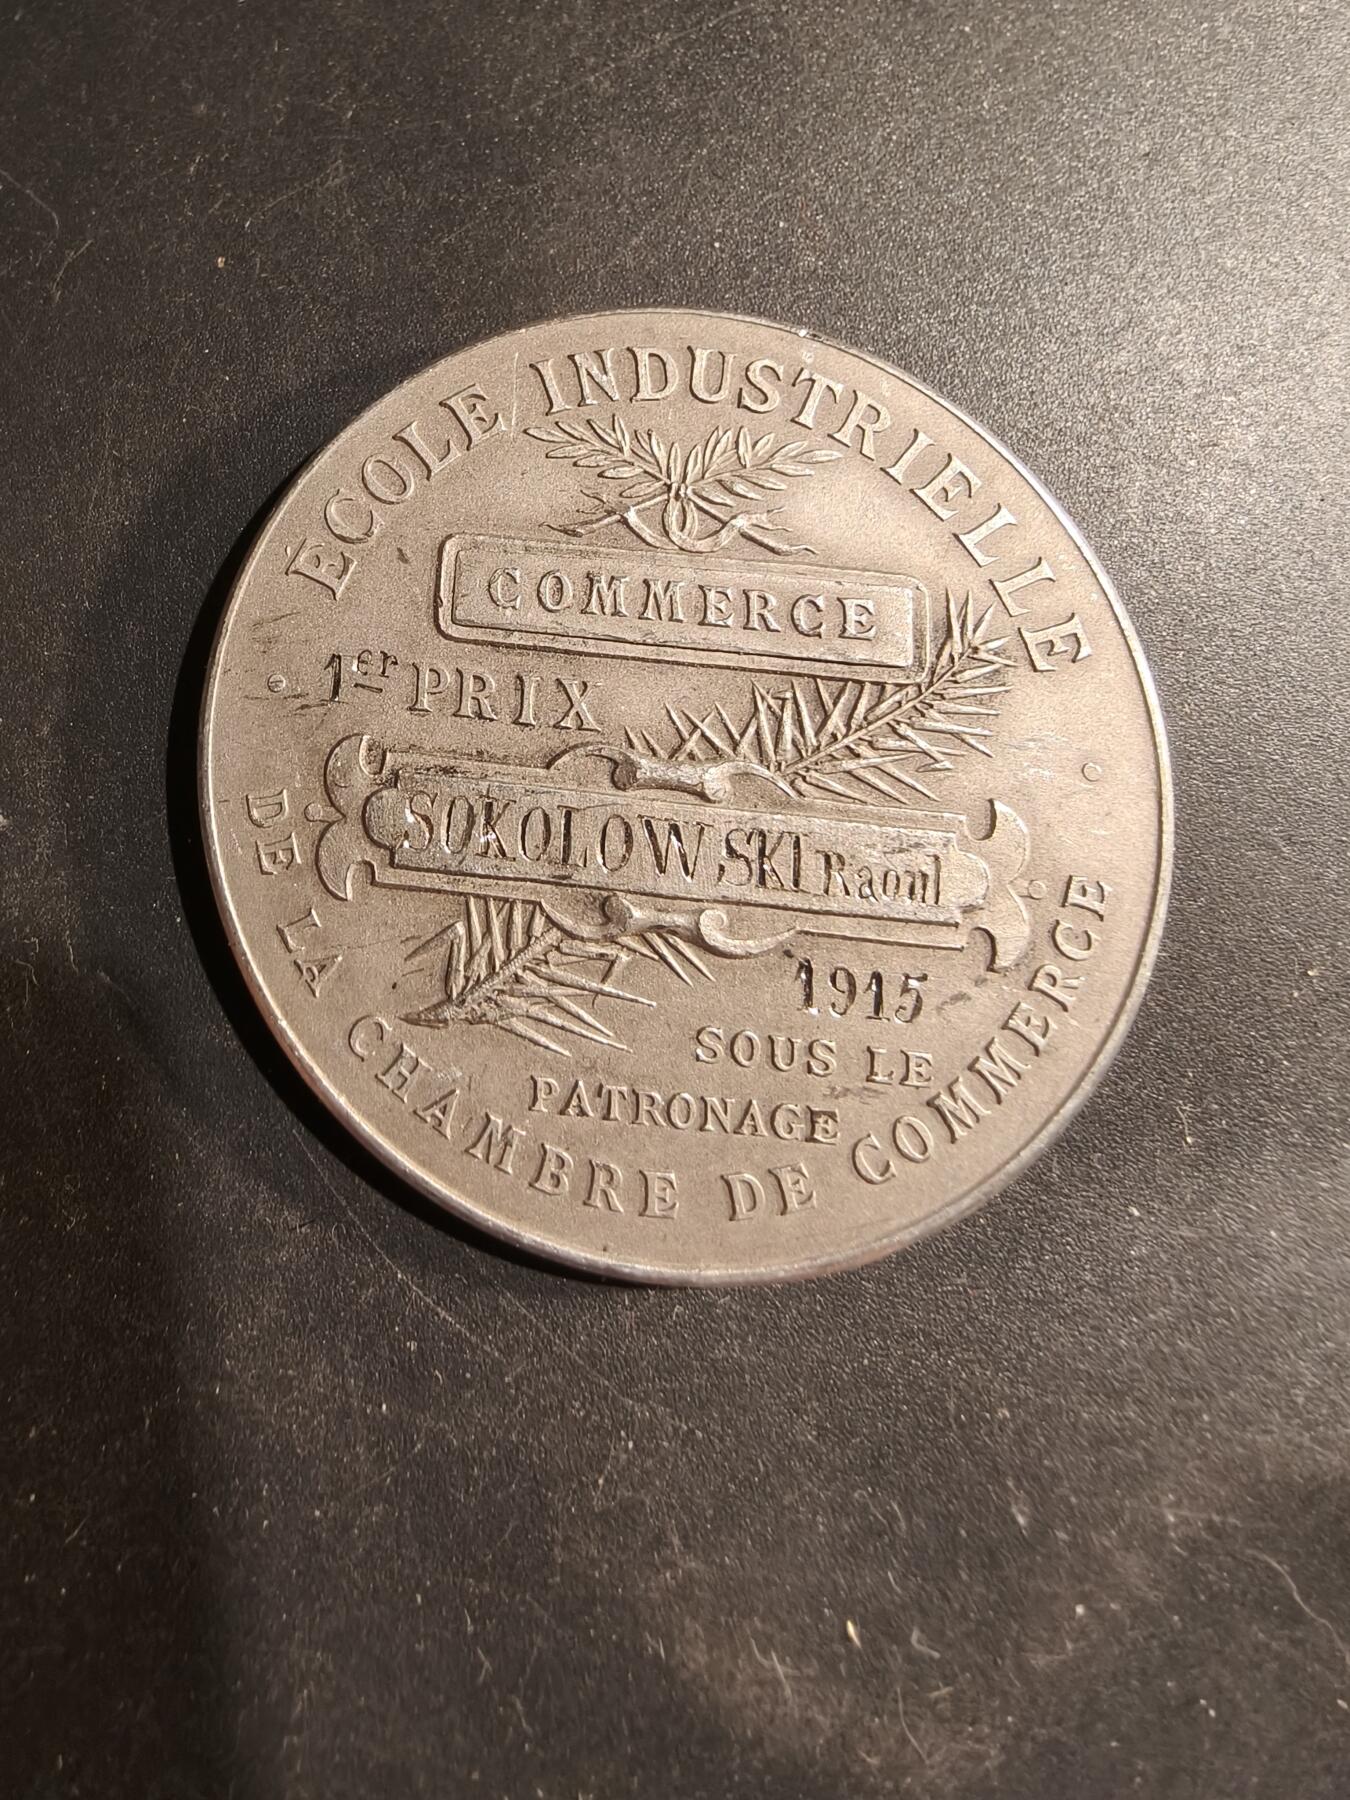 ÉCOLE INDUSTRIELLE
COMMERCE
1er PRIX
SOKOLOWSKI Raoul
1915
SOUS LE
PATRONAGE
DE LA CHAMBRE DE COMMERCE